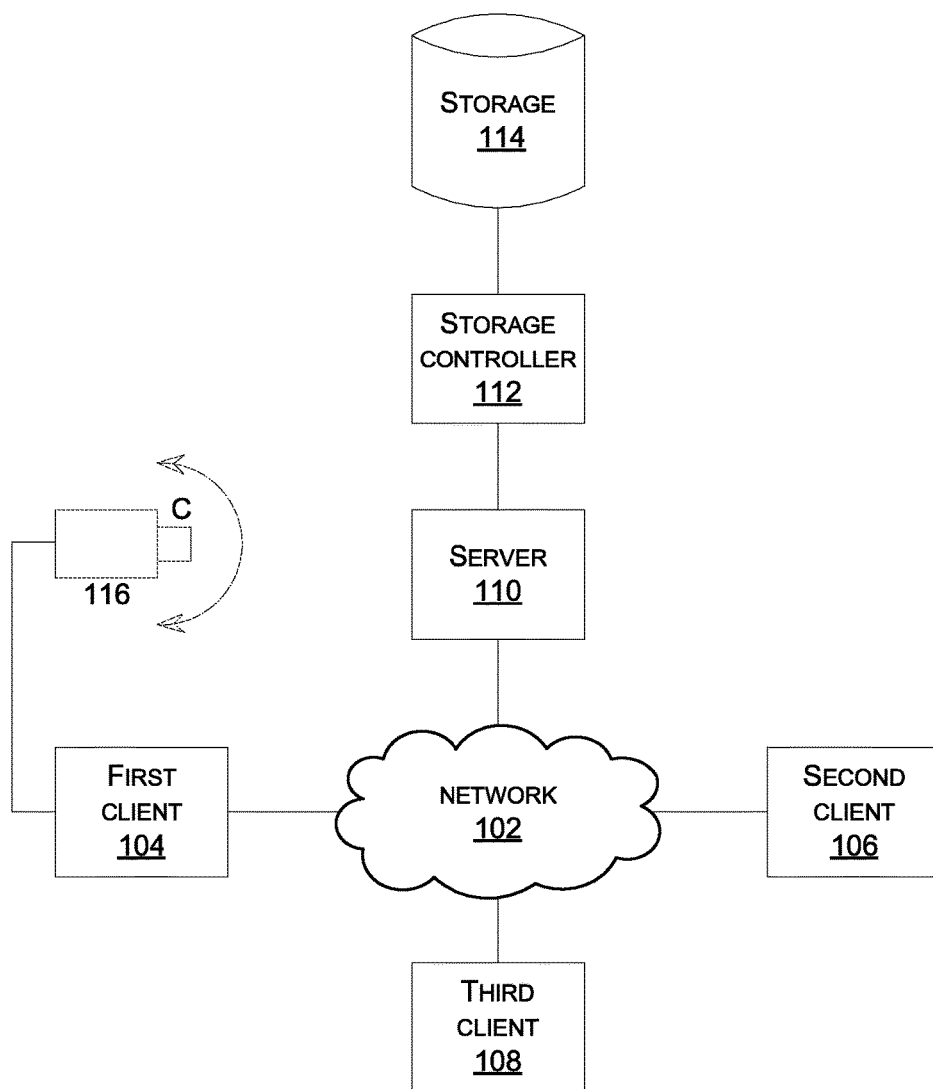 STORAGE
114
STORAGE
CONTROLLER
112
C
116
SERVER
110
FIRST
CLIENT
104
NETWORK
102
SECOND
CLIENT
106
THIRD
CLIENT
108